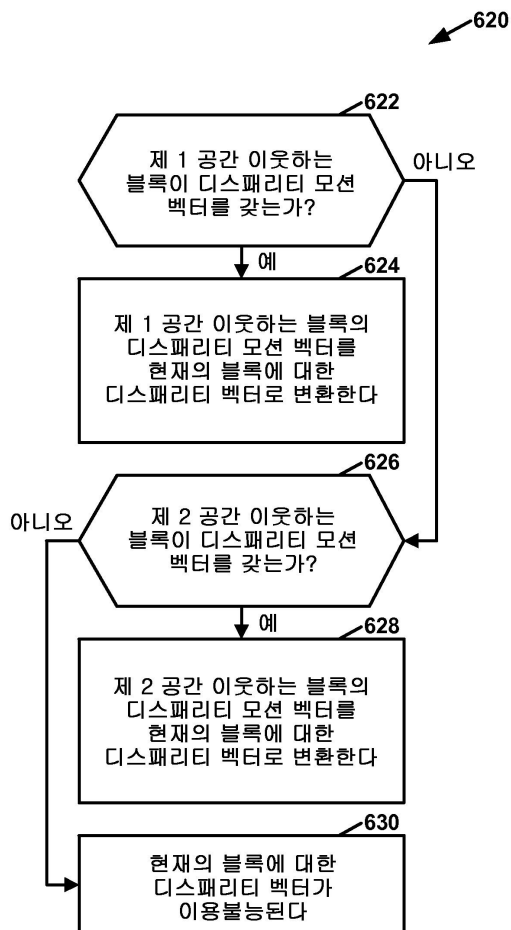 620
622
제 1 공간 이웃하는
블록이 디스패리티 모션
벡터를 갖는가?
아니오
예
624
제 1 공간 이웃하는 블록의
디스패리티 모션 벡터를
현재의 블록에 대한
디스패리티 벡터로 변환한다
626
아니오
제 2 공간 이웃하는
블록이 디스패리티 모션
벡터를 갖는가?
예
628
제 2 공간 이웃하는 블록의
디스패리티 모션 벡터를
현재의 블록에 대한
디스패리티 벡터로 변환한다
630
현재의 블록에 대한
디스패리티 벡터가
이용불능된다